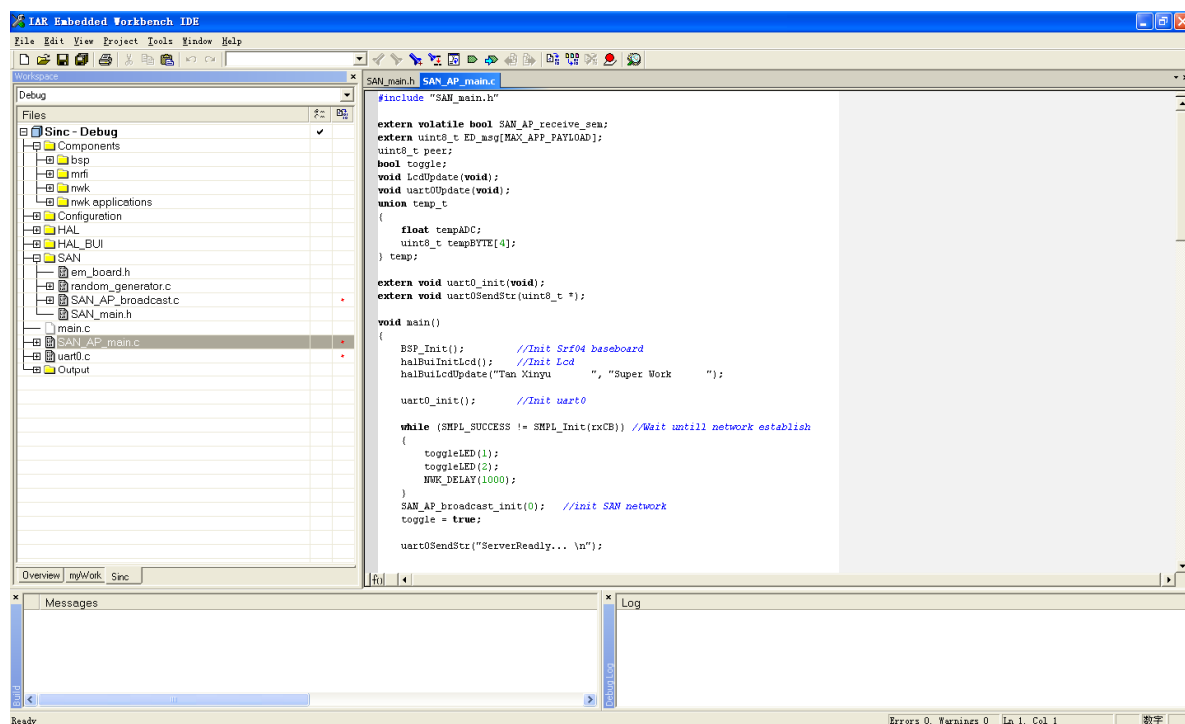 IAR Embedded Workbench IDE
File Edit View Project Tools Window Help
Workspace
Debug
Files
Sinc - Debug
Components
bsp
mrfi
nwk
nwk applications
Configuration
HAL
HAL_BUI
SAN
em_board.h
random_generator.c
SAN_AP_broadcast.c
SAN_main.h
main.c
SAN_AP_main.c
uart0.c
Output
Overview myWork Sinc
SAN_main.h SAN_AP_main.c
#include "SAN_main.h"
extern volatile bool SAN_AP_receive_sem;
extern uint8_t ED_msg[MAX_APP_PAYLOAD];
uint8_t peer;
bool toggle;
void LcdUpdate(void);
void uart0Update(void);
union temp_t
{
float tempADC;
uint8_t tempBYTE[4];
} temp;
extern void uart0_init(void);
extern void uart0SendStr(uint8_t *);
void main()
{
BSP_Init(); //Init Srf04 baseboard
halBuiInitLcd(); //Init Lcd
halBuiLcdUpdate("Tan Xinyu ", "Super Work ");
uart0_init(); //Init uart0
while (SMPL_SUCCESS != SMPL_Init(rxCB)) //Wait untill network establish
{
toggleLED(1);
toggleLED(2);
NWK_DELAY(1000);
}
SAN_AP_broadcast_init(0); //init SAN network
toggle = true;
uart0SendStr("ServerReadly... \n");
f()
Messages
Build
Log
Debug Log
Ready
Errors 0, Warnings 0 Ln 1, Col 1 数字